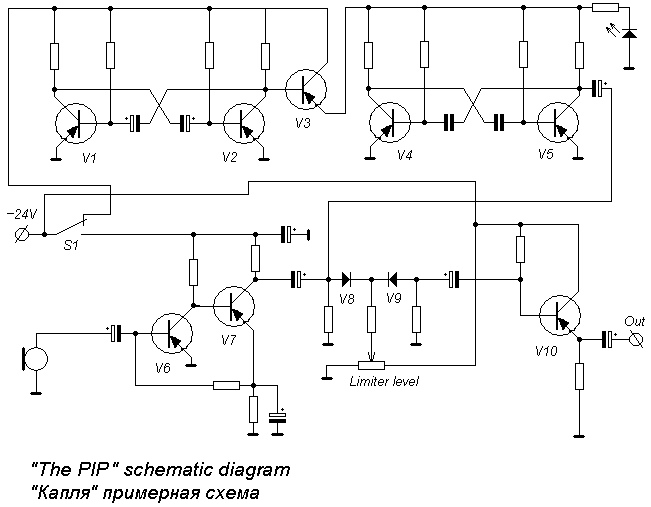 V1
V2
V3
V4
V5
−24V
S1
V8
V9
V7
V6
V10
Out
Limiter level
"The PIP" schematic diagram
"Капля" примерная схема